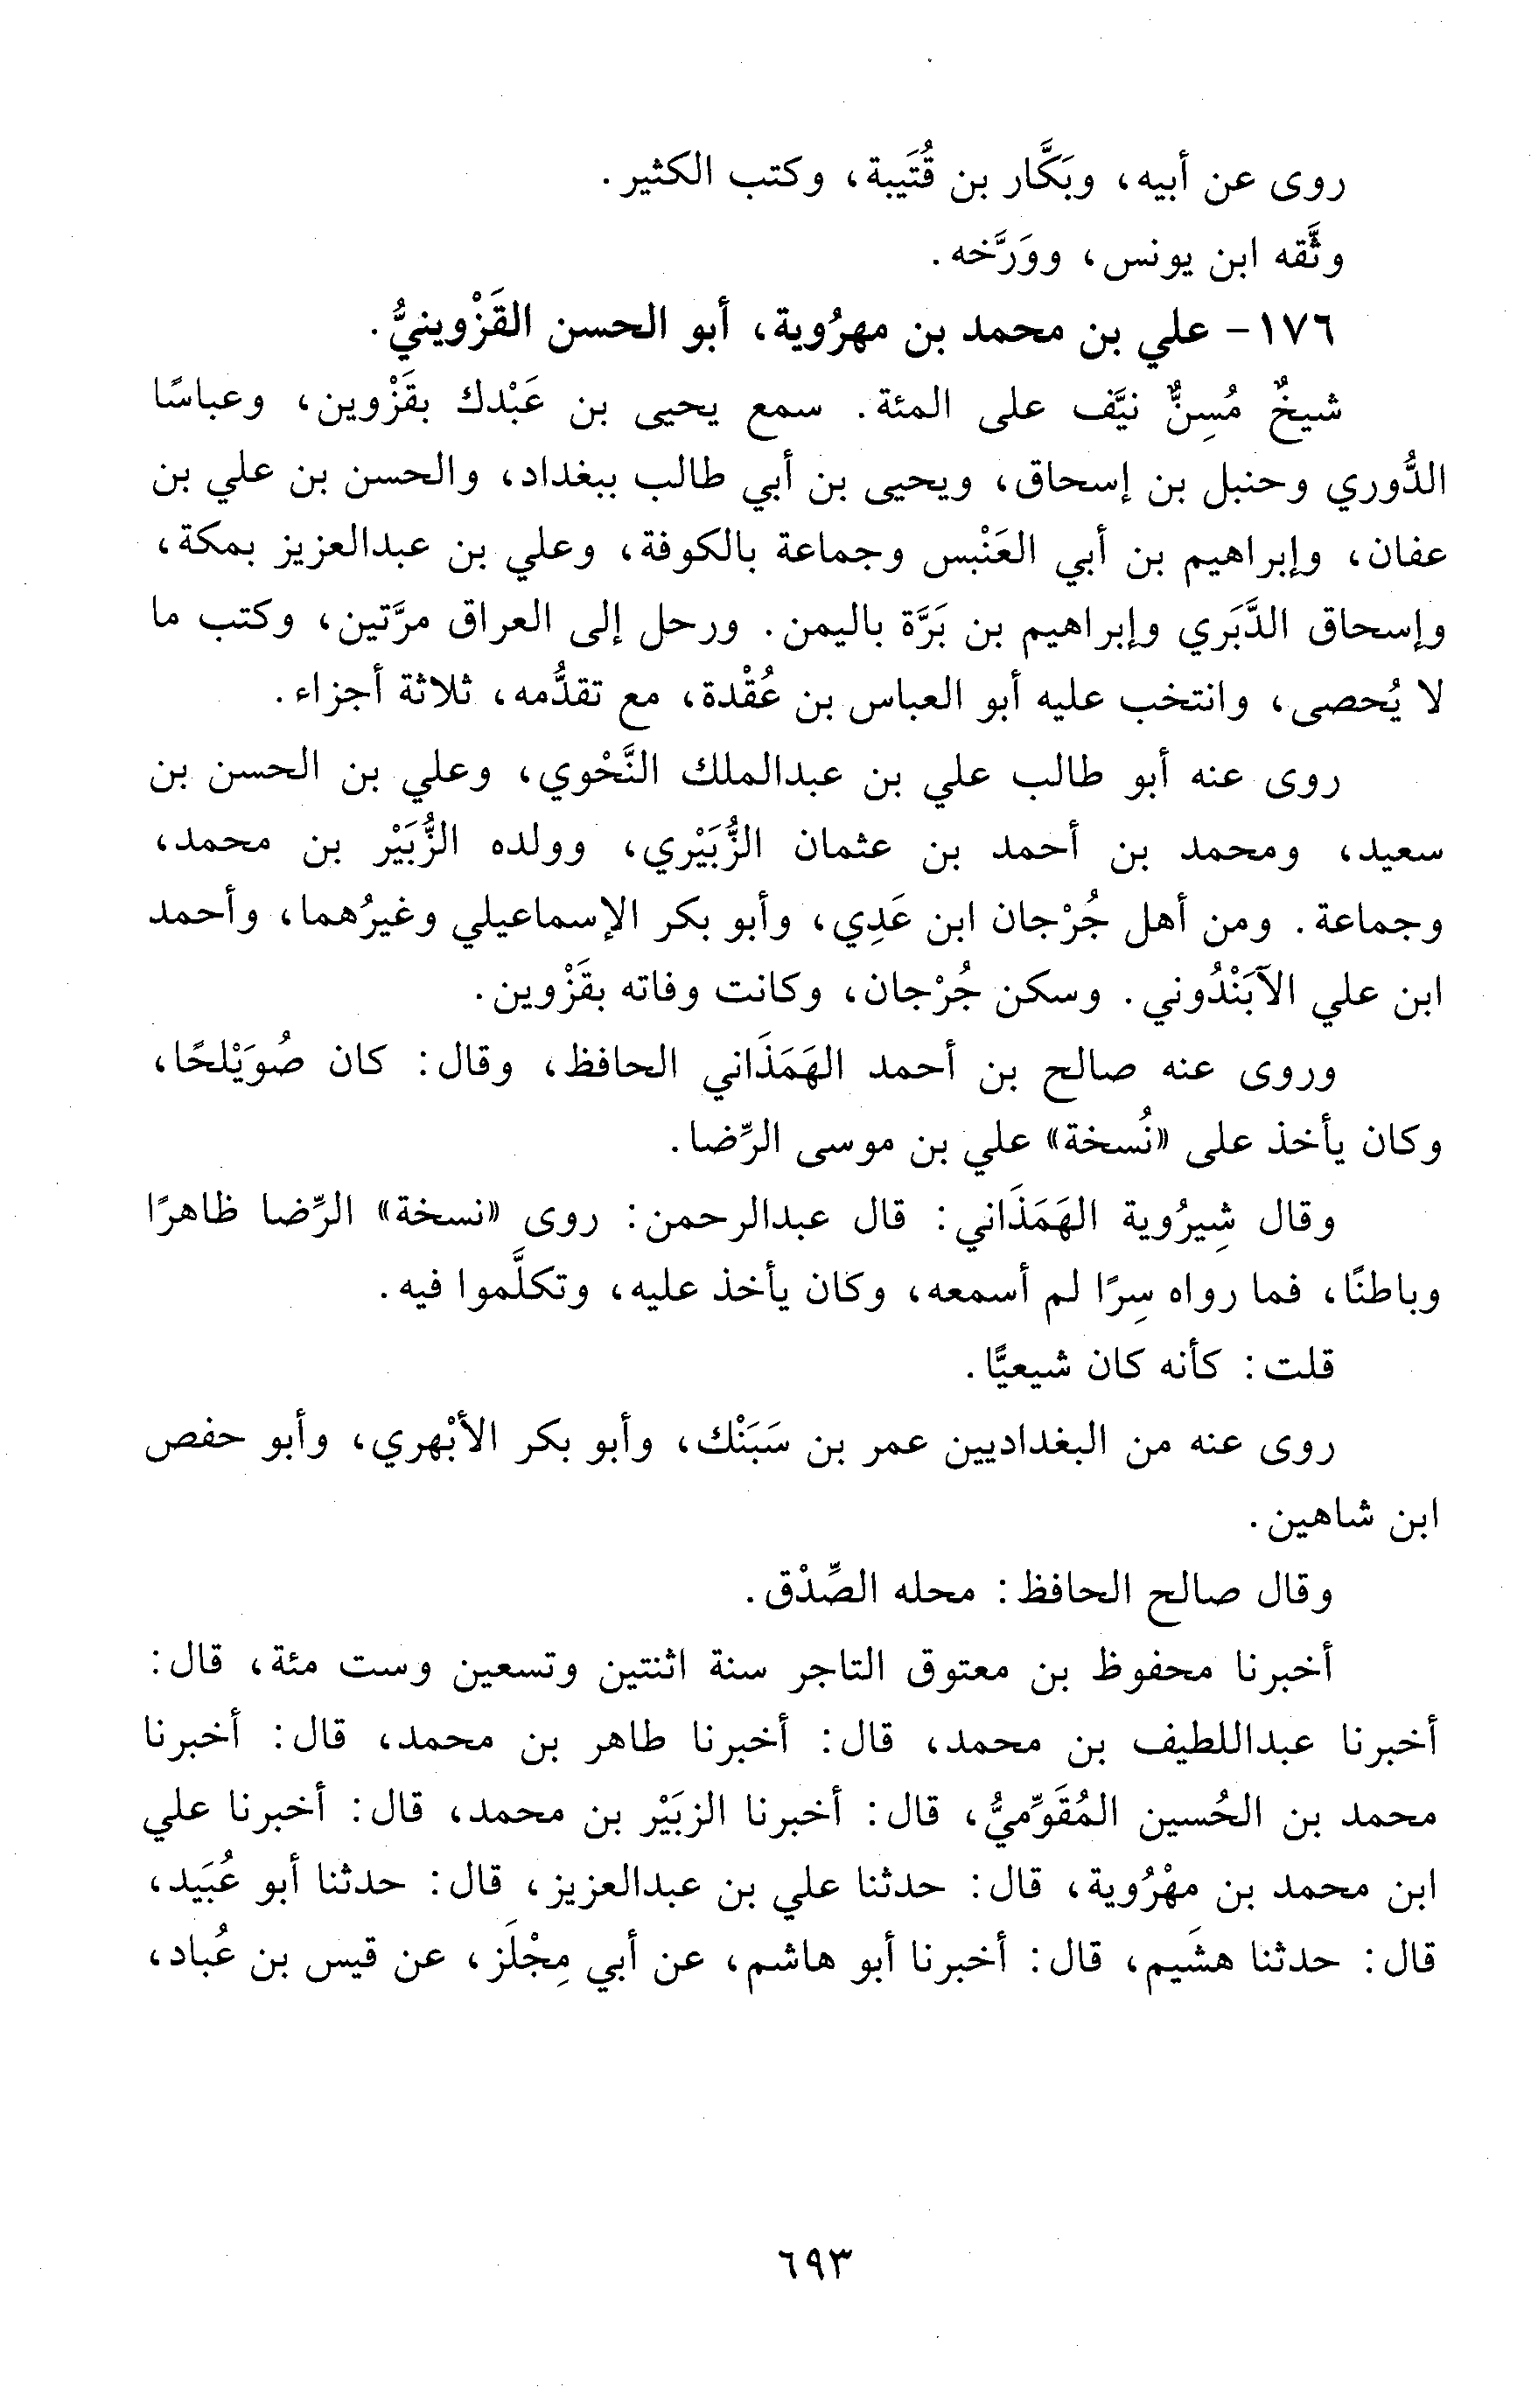 روى عن أبيه، وبَكَّار بن قُتَيبة، وكتب الكثير.
وثَّقه ابن يونس، ووَرَّخه.
١٧٦- علي بن محمد بن مهرُوية، أبو الحسن القَزْوينيُّ.
شيخٌ مُسِنٌّ نيَّف على المئة. سمع يحيى بن عَبْدك بقَزْوين، وعباسًا
الدُّوري وحنبل بن إسحاق، ويحيى بن أبي طالب ببغداد، والحسن بن علي بن
عفان، وإبراهيم بن أبي العَنْبس وجماعة بالكوفة، وعلي بن عبدالعزيز بمكة،
وإسحاق الدَّبَري وإبراهيم بن بَرَّة باليمن. ورحل إلى العراق مرَّتين، وكتب ما
لا يُحصى، وانتخب عليه أبو العباس بن عُقْدة، مع تقدُّمه، ثلاثة أجزاء.
روى عنه أبو طالب علي بن عبدالملك النَّحْوي، وعلي بن الحسن بن
سعيد، ومحمد بن أحمد بن عثمان الزُّبَيْري، وولده الزُّبَيْر بن محمد،
وجماعة. ومن أهل جُرْجان ابن عَدِي، وأبو بكر الإسماعيلي وغيرُهما، وأحمد
ابن علي الآبَنْدُوني. وسكن جُرْجان، وكانت وفاته بقَزْوين.
وروى عنه صالح بن أحمد الهَمَذَاني الحافظ، وقال: كان صُوَيْلحًا،
وكان يأخذ على «نُسخة» علي بن موسى الرِّضا.
وقال شِيرُوية الهَمَذَاني: قال عبدالرحمن: روى «نسخة» الرِّضا ظاهرًا
وباطنًا، فما رواه سِرًا لم أسمعه، وكان يأخذ عليه، وتكلَّموا فيه.
قلت: كأنه كان شيعيًّا.
روى عنه من البغداديين عمر بن سَبَنْك، وأبو بكر الأبْهري، وأبو حفص
ابن شاهين.
وقال صالح الحافظ: محله الصِّدْق.
أخبرنا محفوظ بن معتوق التاجر سنة اثنتين وتسعين وست مئة، قال:
أخبرنا عبداللطيف بن محمد، قال: أخبرنا طاهر بن محمد، قال: أخبرنا
محمد بن الحُسين المُقَوِّميُّ، قال: أخبرنا الزبَيْر بن محمد، قال: أخبرنا علي
ابن محمد بن مهْرُوية، قال: حدثنا علي بن عبدالعزيز، قال: حدثنا أبو عُبَيد،
قال: حدثنا هشَيم، قال: أخبرنا أبو هاشم، عن أبي مِجْلَز، عن قيس بن عُباد،
٦٩٣